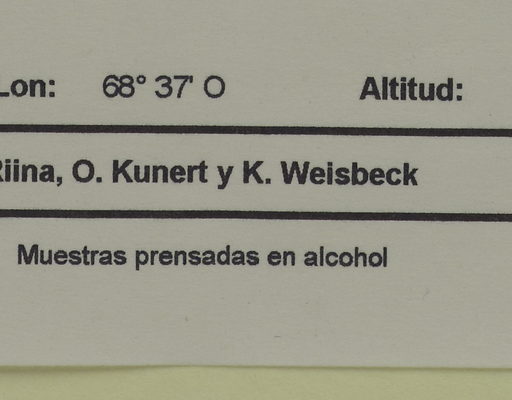 Lon: 68° 37' O Altitud:
Riina, O. Kunert y K. Weisbeck
Muestras prensadas en alcohol